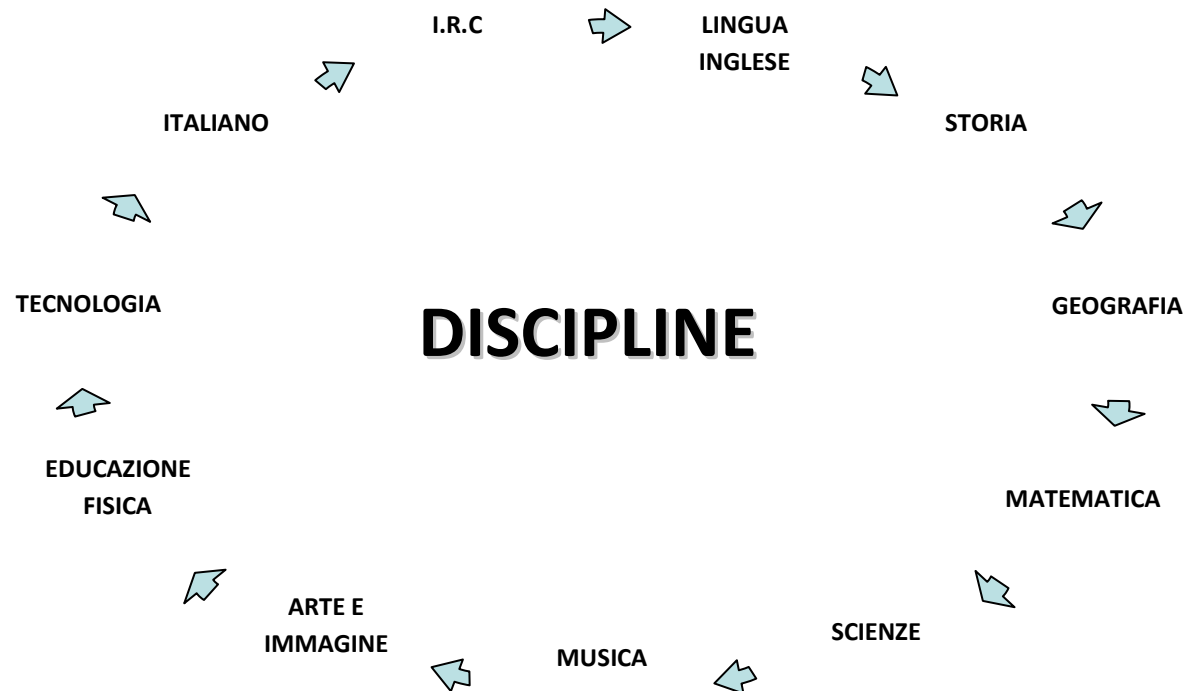 I.R.C
LINGUA
INGLESE
ITALIANO
STORIA
TECNOLOGIA
GEOGRAFIA
DISCIPLINE
EDUCAZIONE
FISICA
MATEMATICA
ARTE E
IMMAGINE
SCIENZE
MUSICA